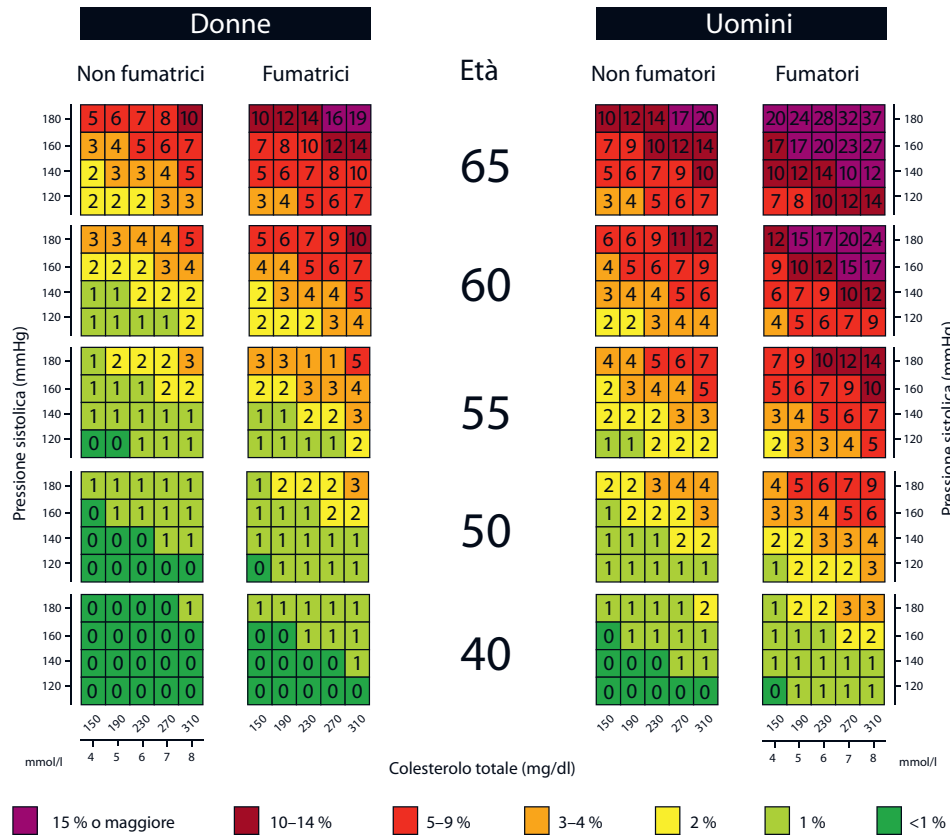 Donne Uomini
Non fumatrici Fumatrici Età Non fumatori Fumatori
180 5 6 7 8 10 10 12 14 16 19 10 12 14 17 20 20 24 28 32 37 180
160 3 4 5 6 7 7 8 10 12 14 7 9 10 12 14 17 17 20 23 27 160
65
140 2 3 3 4 5 5 6 7 8 10 5 6 7 9 10 10 12 14 10 12 140
120 2 2 2 3 3 3 4 5 6 7 3 4 5 6 7 7 8 10 12 14 120
180 3 3 4 4 5 5 6 7 9 10 6 6 9 11 12 12 15 17 20 24 180
160 2 2 2 3 4 4 4 5 6 7 4 5 6 7 9 9 10 12 15 17 160
60
140 1 1 2 2 2 2 3 4 4 5 3 4 4 5 6 6 7 9 10 12 140
120 1 1 1 1 2 2 2 2 3 4 2 2 3 4 4 4 5 6 7 9 120
180 1 2 2 2 3 3 3 1 1 5 4 4 5 6 7 7 9 10 12 14 180
160 1 1 1 2 2 2 2 3 3 4 2 3 4 4 5 5 6 7 9 10 160
55
140 1 1 1 1 1 1 1 2 2 3 2 2 2 3 3 3 4 5 6 7 140
120 0 0 1 1 1 1 1 1 1 2 1 1 2 2 2 2 3 3 4 5 120
180 1 1 1 1 1 1 2 2 2 3 2 2 3 4 4 4 5 6 7 9 180
160 0 1 1 1 1 1 1 1 2 2 1 2 2 2 3 3 3 4 5 6 160
50
140 0 0 0 1 1 1 1 1 1 1 1 1 1 2 2 2 2 3 3 4 140
120 0 0 0 0 0 0 1 1 1 1 1 1 1 1 1 1 2 2 2 3 120
180 0 0 0 0 1 1 1 1 1 1 1 1 1 1 2 1 2 2 3 3 180
160 0 0 0 0 0 0 0 1 1 1 0 1 1 1 1 1 1 1 2 2 160
40
140 0 0 0 0 0 0 0 0 0 1 0 0 0 1 1 1 1 1 1 1 140
120 0 0 0 0 0 0 0 0 0 0 0 0 0 0 0 0 1 1 1 1 120
Pressione sistolica (mmHg)
Pressione sistolica (mmHg)
150 190 230 270 310 150 190 230 270 310 150 190 230 270 310 150 190 230 270 310
mmol/l 4 5 6 7 8 4 5 6 7 8 mmol/l
Colesterolo totale (mg/dl)
15 % o maggiore 10–14 % 5–9 % 3–4 % 2 % 1 % <1 %